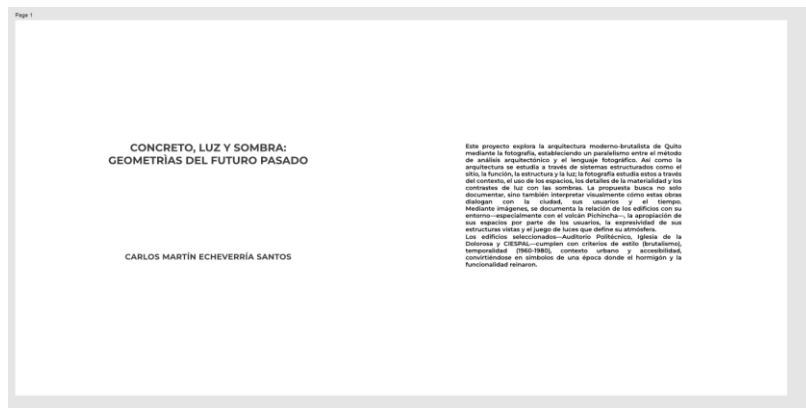 Page 1
CONCRETO, LUZ Y SOMBRA:
GEOMETRÌAS DEL FUTURO PASADO
CARLOS MARTÍN ECHEVERRÍA SANTOS
Este proyecto explora la arquitectura moderno-brutalista de Quito
mediante la fotografía, estableciendo un paralelismo entre el método
de análisis arquitectónico y el lenguaje fotográfico. Así como la
arquitectura se estudia a través de sistemas estructurados como el
sitio, la función, la estructura y la luz; la fotografía estudia estos a través
del contexto, el uso de los espacios, los detalles de la materialidad y los
contrastes de luz con las sombras. La propuesta busca no solo
documentar, sino también interpretar visualmente cómo estas obras
dialogan con la ciudad, sus usuarios y el tiempo.
Mediante imágenes, se documenta la relación de los edificios con su
entorno—especialmente con el volcán Pichincha—, la apropiación de
sus espacios por parte de los usuarios, la expresividad de sus
estructuras vistas y el juego de luces que define su atmósfera.
Los edificios seleccionados—Auditorio Politécnico, Iglesia de la
Dolorosa y CIESPAL—cumplen con criterios de estilo (brutalismo),
temporalidad (1960-1980), contexto urbano y accesibilidad,
convirtiéndose en símbolos de una época donde el hormigón y la
funcionalidad reinaron.